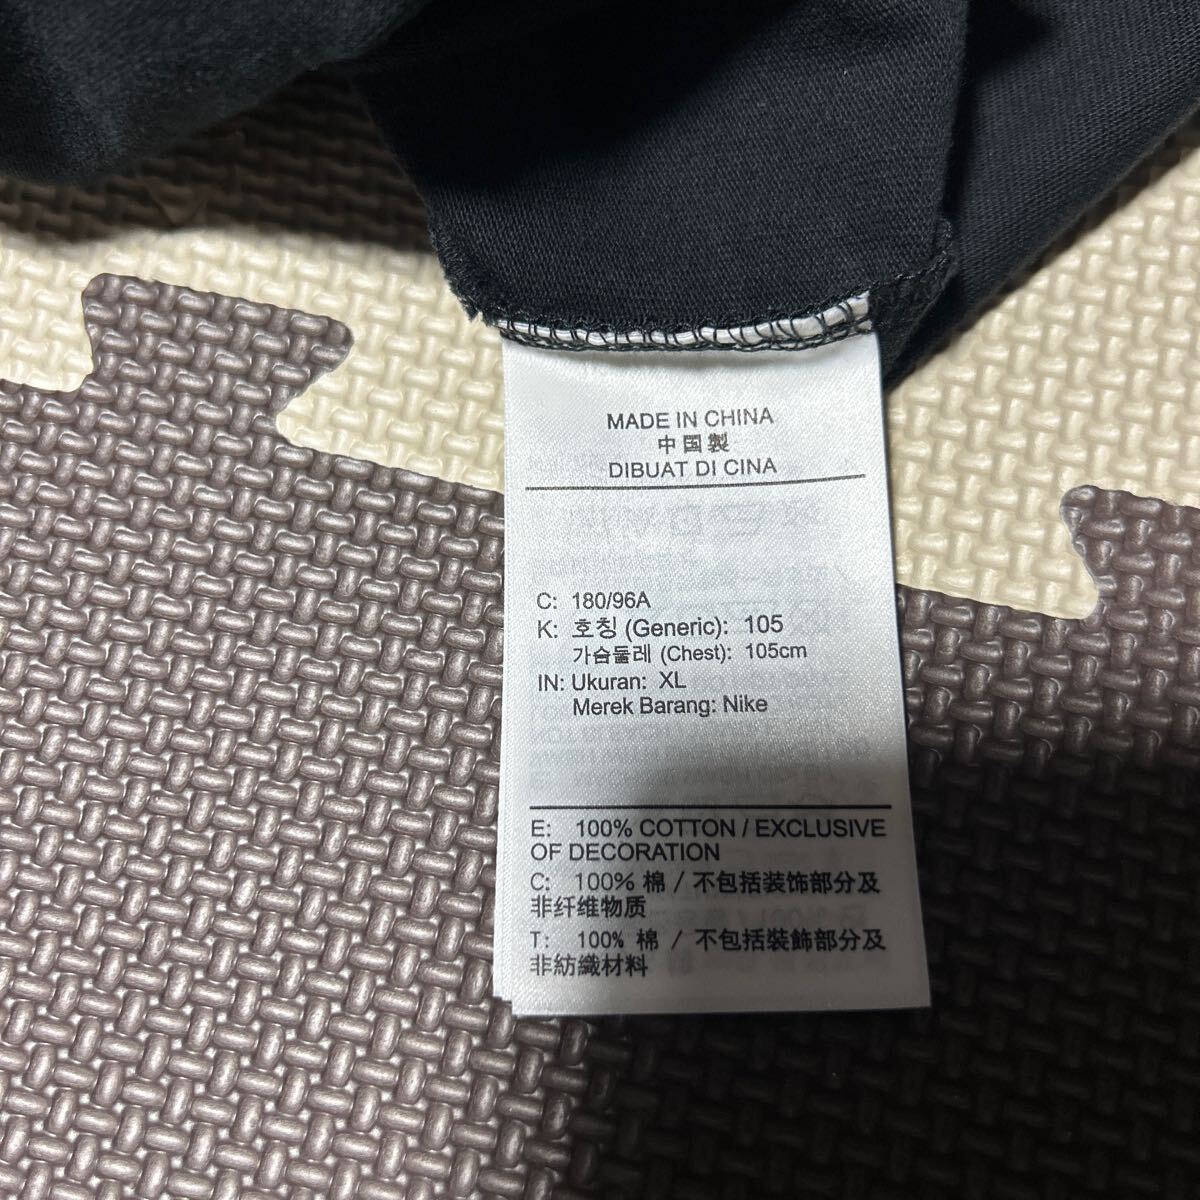 MADE IN CHINA
中国製
DIBUAT DI CINA
C: 180/96A
K: 호칭 (Generic): 105
가슴둘레 (Chest): 105cm
IN: Ukuran: XL
Merek Barang: Nike
E: 100% COTTON / EXCLUSIVE
OF DECORATION
C: 100% 棉 / 不包括装饰部分及
非纤维物质
T: 100% 棉 / 不包括裝飾部分及
非紡織材料